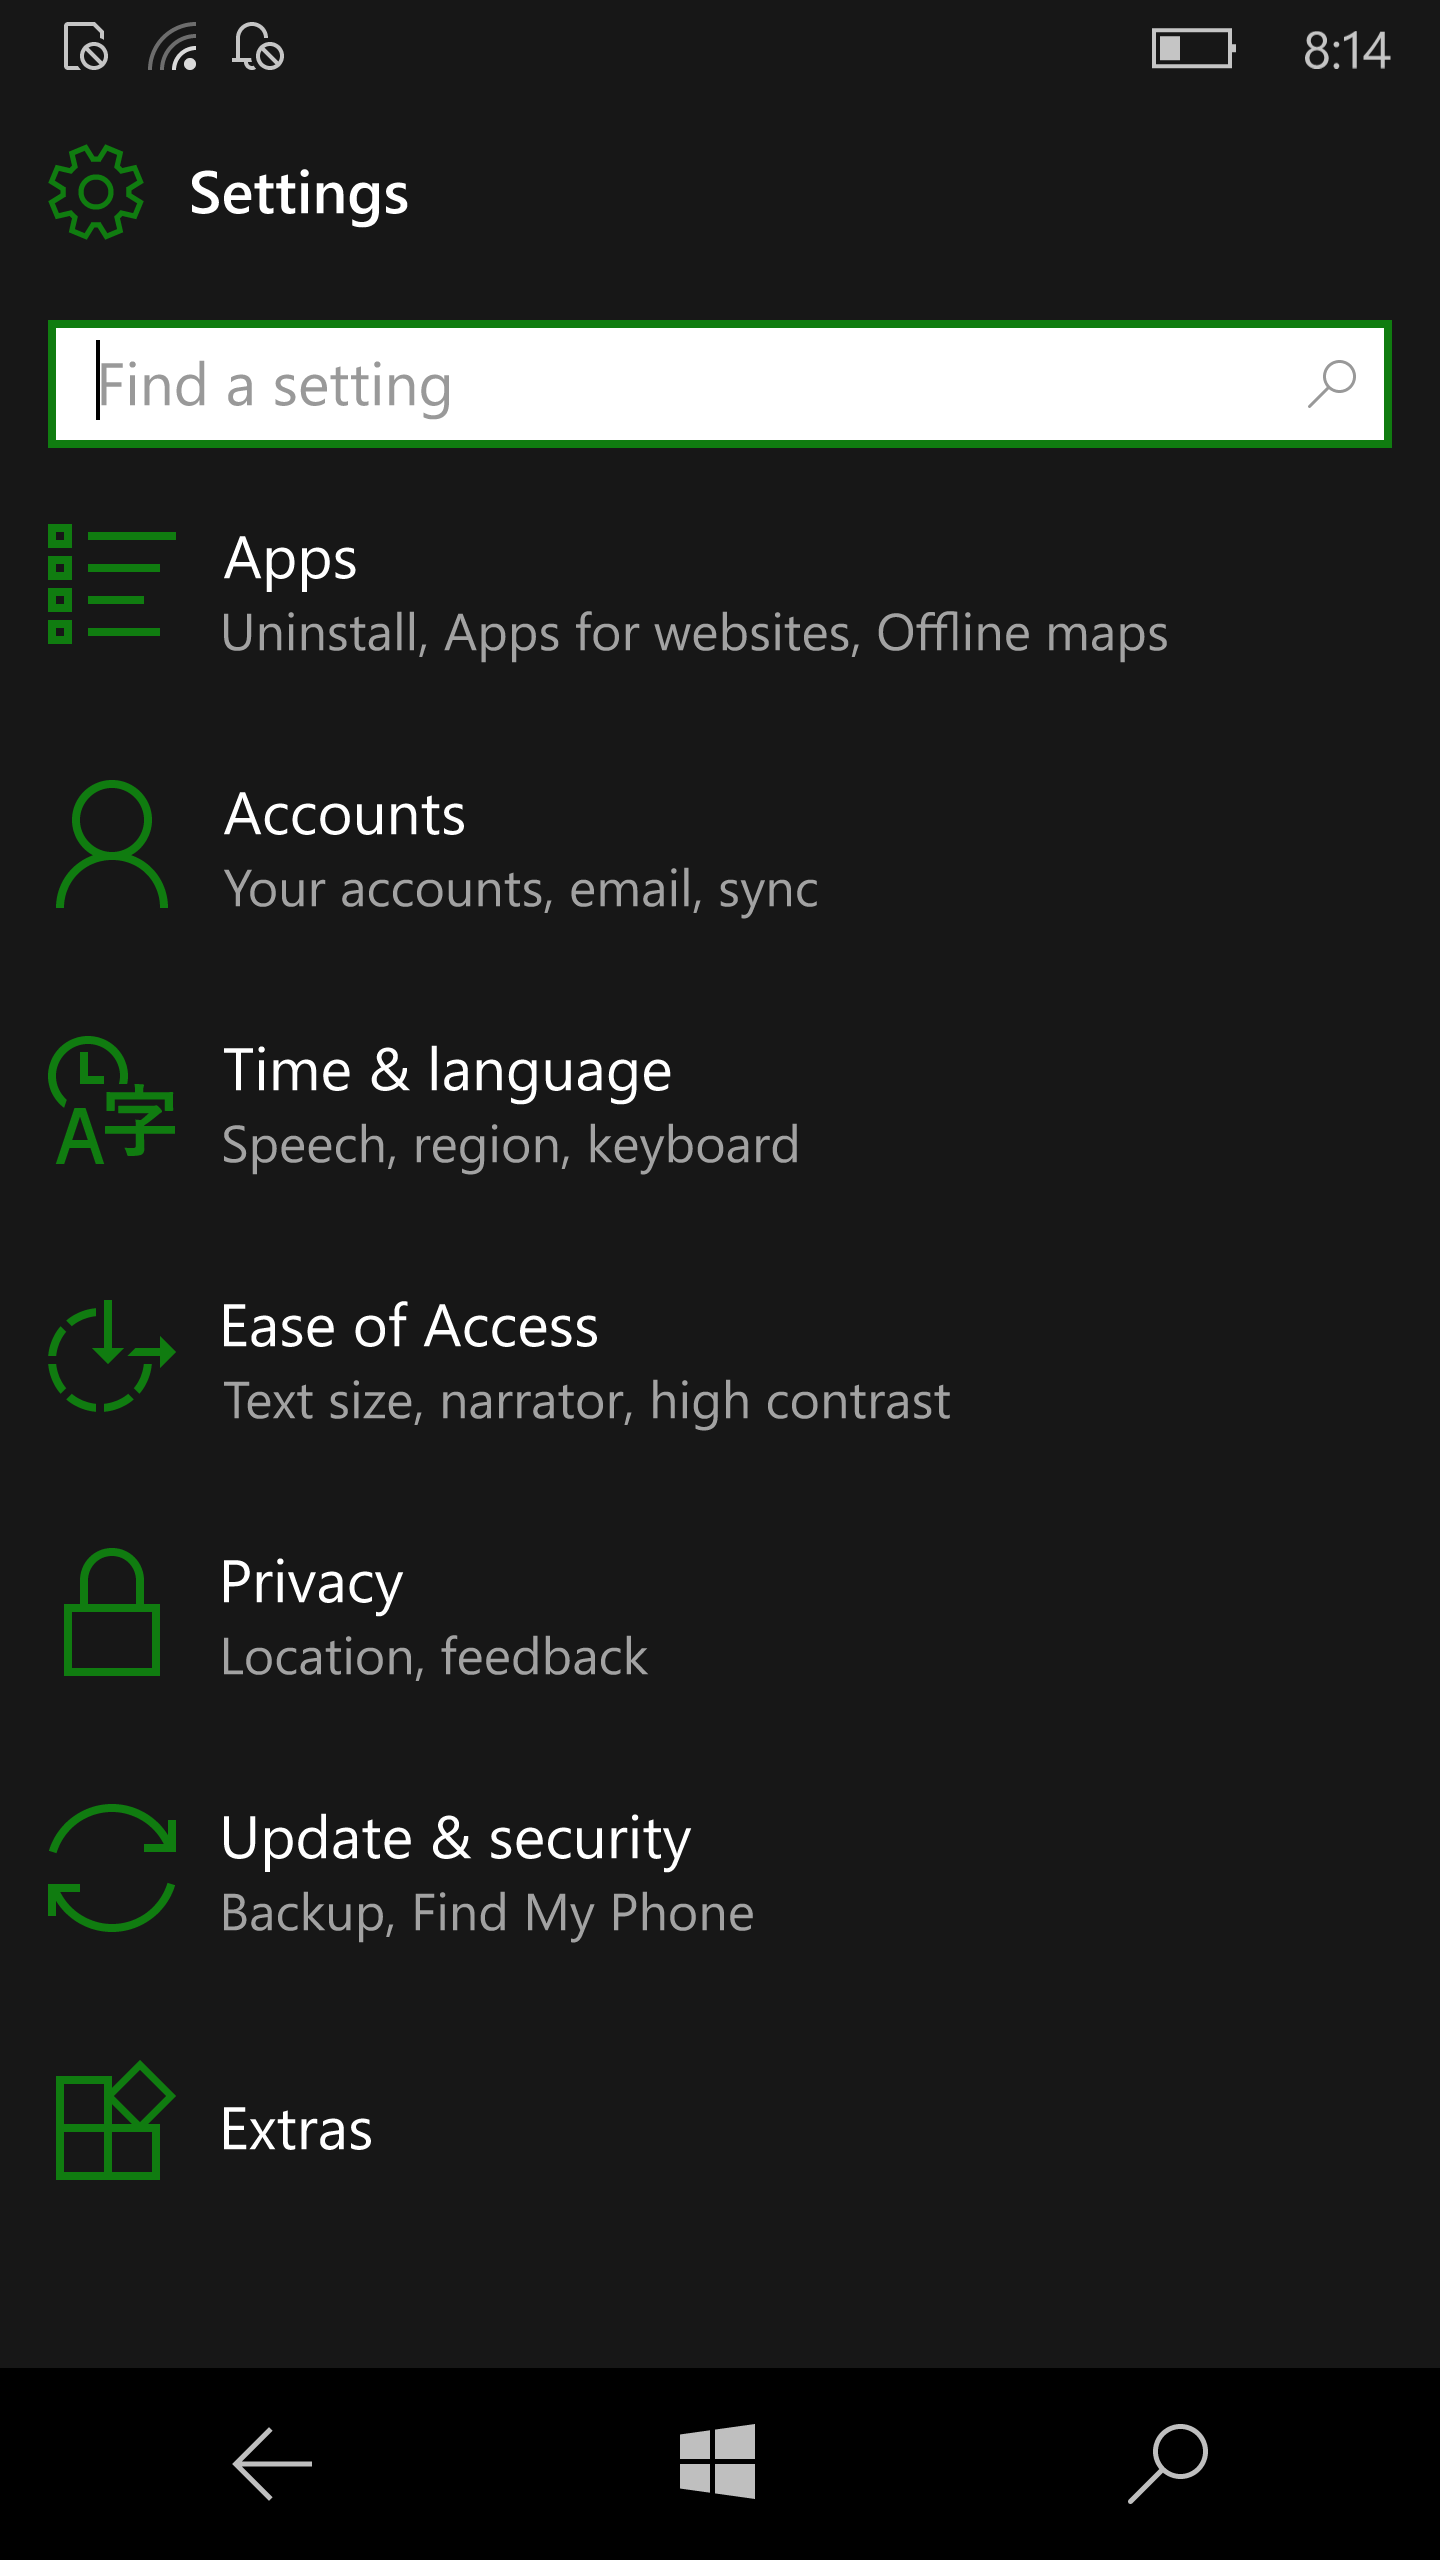 8:14
Settings
Find a setting
Apps
Uninstall, Apps for websites, Offline maps
Accounts
Your accounts, email, sync
Time & language
Speech, region, keyboard
A字
Ease of Access
Text size, narrator, high contrast
Privacy
Location, feedback
Update & security
Backup, Find My Phone
Extras